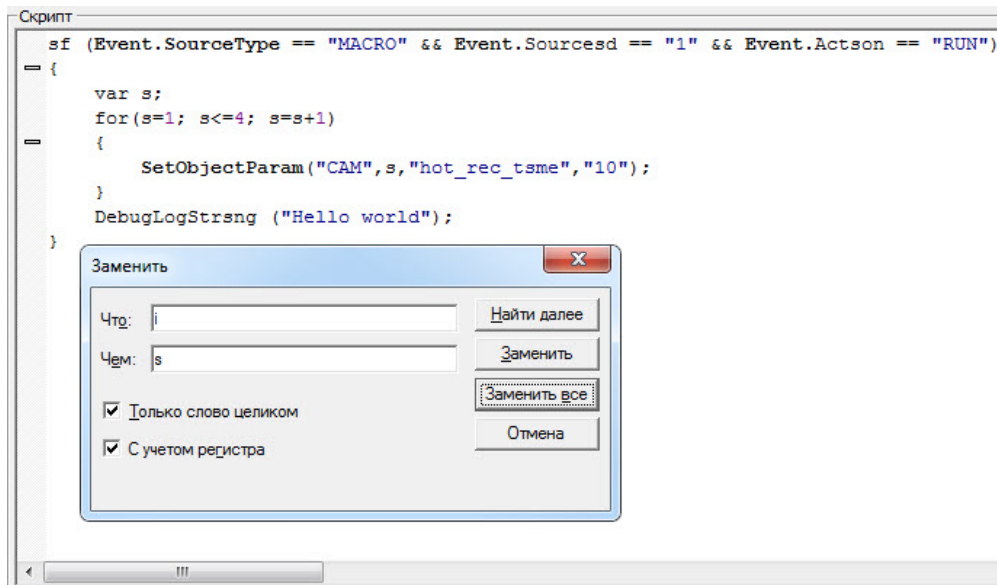 Скрипт
sf (Event.SourceType == "MACRO" && Event.Sourcesd == "1" && Event.Actson == "RUN")
{
var s;
for(s=1; s<=4; s=s+1)
{
SetObjectParam("CAM",s,"hot_rec_tsme","10");
}
DebugLogStrsng ("Hello world");
}
Заменить
Что: i
Найти далее
Чем: s
Заменить
Заменить все
Только слово целиком
Отмена
С учетом регистра